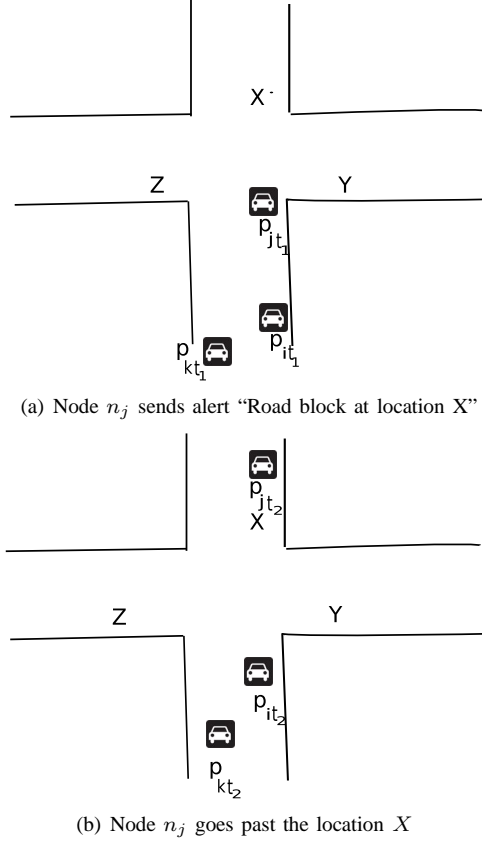 X
Z Y
p_{jt_1}
p_{it_1}
p_{kt_1}
(a) Node n_j sends alert “Road block at location X”
p_{jt_2}
X
Z Y
p_{it_2}
p_{kt_2}
(b) Node n_j goes past the location X